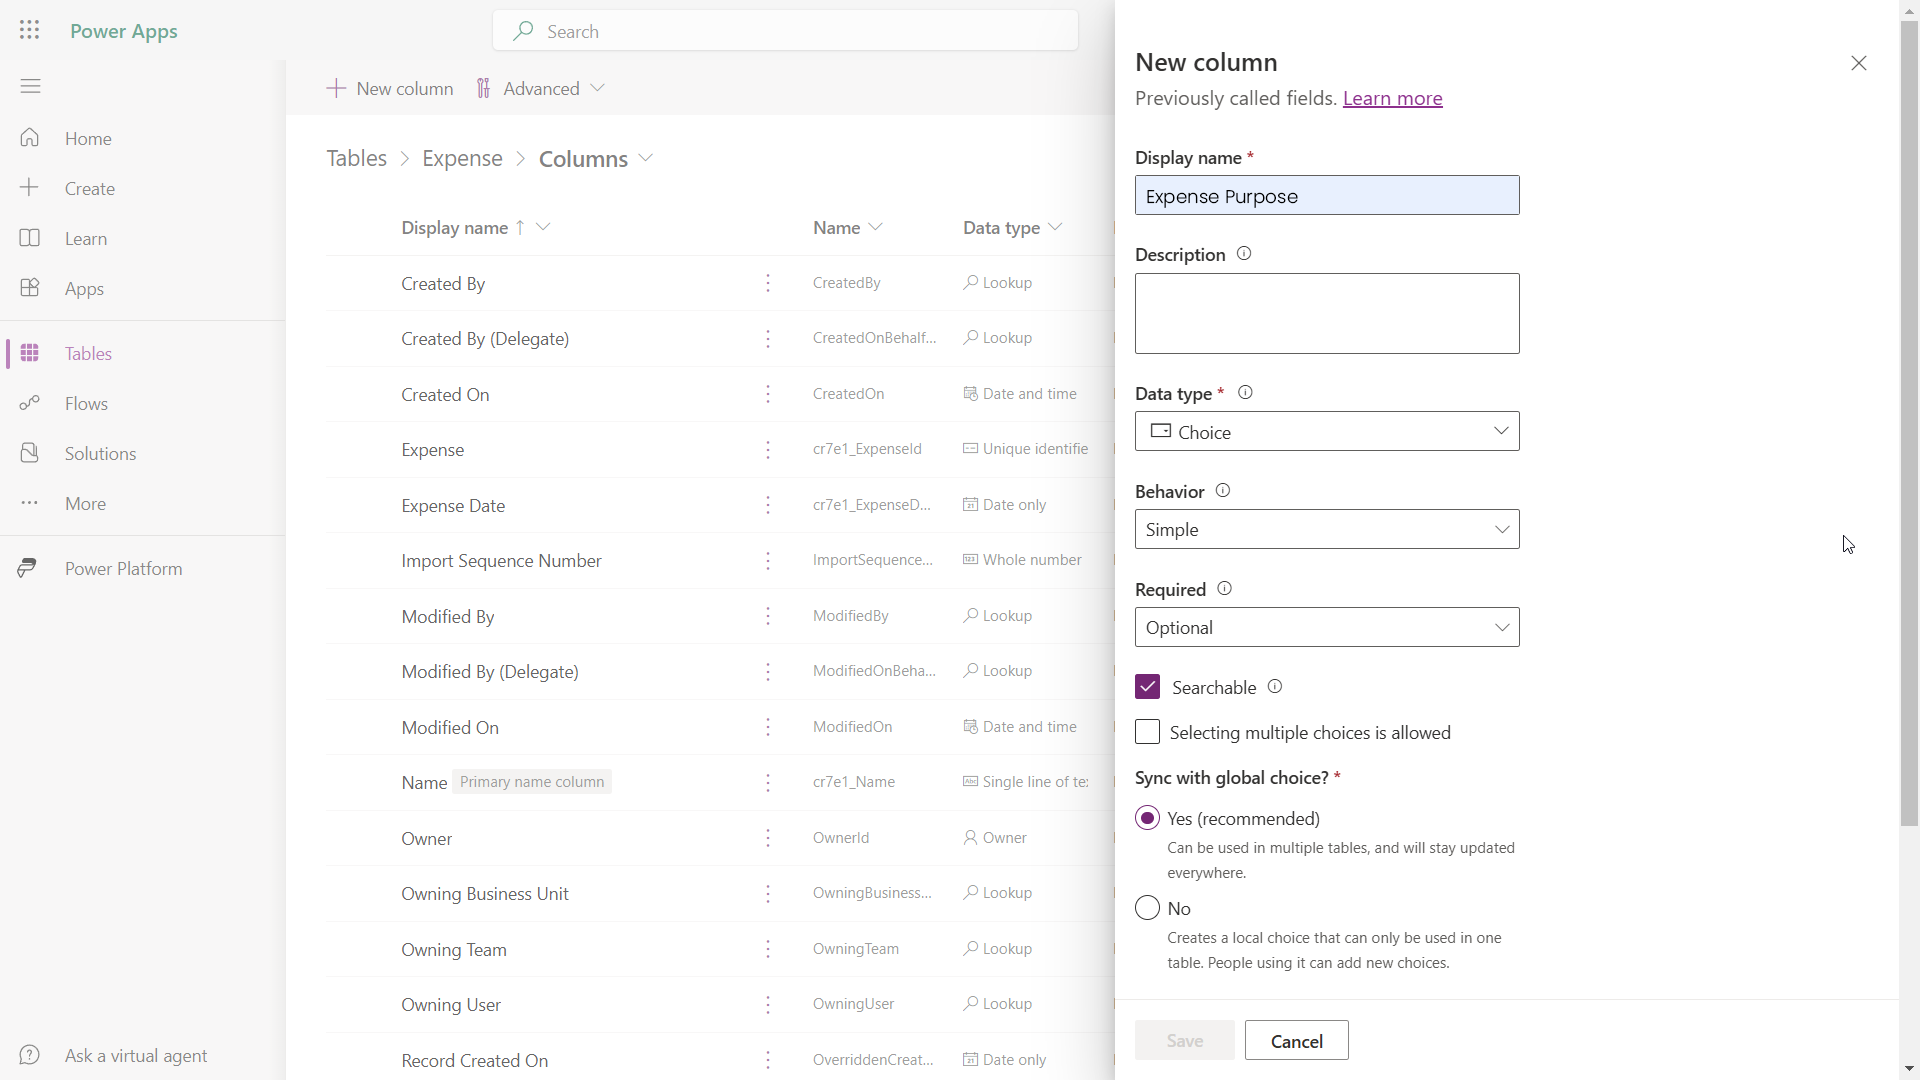 Power Apps
Search
Home
Create
Learn
Apps
Tables
Flows
Solutions
More
Power Platform
Ask a virtual agent
New column
Advanced
Tables
Expense
Columns
Display name ↑ Name Data type
Created By CreatedBy Lookup
Created By (Delegate) CreatedOnBehalf... Lookup
Created On CreatedOn Date and time
Expense cr7e1_ExpenseId Unique identifie
Expense Date cr7e1_ExpenseD... Date only
Import Sequence Number ImportSequence... Whole number
Modified By ModifiedBy Lookup
Modified By (Delegate) ModifiedOnBeha... Lookup
Modified On ModifiedOn Date and time
Name Primary name column cr7e1_Name Single line of te
Owner OwnerId Owner
Owning Business Unit OwningBusiness... Lookup
Owning Team OwningTeam Lookup
Owning User OwningUser Lookup
Record Created On OverriddenCreat... Date only
New column
Previously called fields. Learn more
Display name *
Expense Purpose
Description
Data type *
Choice
Behavior
Simple
Required
Optional
Searchable
Selecting multiple choices is allowed
Sync with global choice? *
Yes (recommended)
Can be used in multiple tables, and will stay updated
everywhere.
No
Creates a local choice that can only be used in one
table. People using it can add new choices.
Save
Cancel